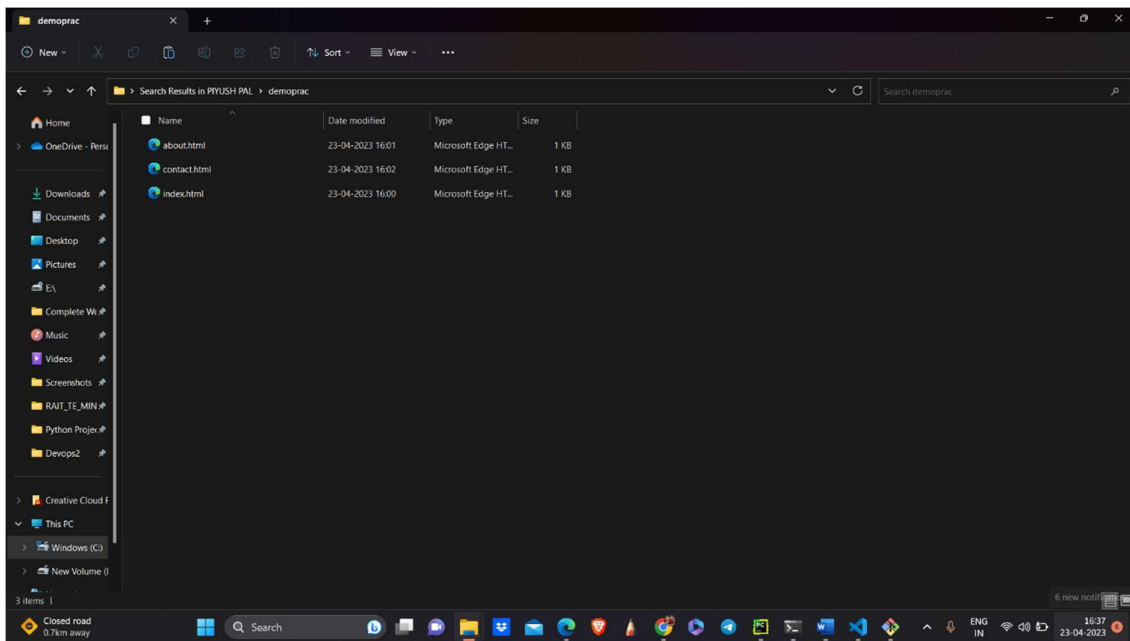 demoprac
New
Sort
View
Search Results in PIYUSH PAL > demoprac
Search demoprac
Home
OneDrive - Perso
Downloads
Documents
Desktop
Pictures
E:\
Complete We
Music
Videos
Screenshots
RAIT_TE_MIN
Python Projec
Devops2
Creative Cloud F
This PC
Windows (C:)
New Volume (
Name Date modified Type Size
about.html 23-04-2023 16:01 Microsoft Edge HT... 1 KB
contact.html 23-04-2023 16:02 Microsoft Edge HT... 1 KB
index.html 23-04-2023 16:00 Microsoft Edge HT... 1 KB
3 items
6 new notifications
Closed road
0.7km away
Search
ENG
IN
16:37
23-04-2023